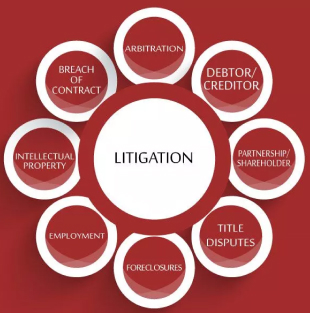 ARBITRATION
DEBTOR/
CREDITOR
PARTNERSHIP/
SHAREHOLDER
TITLE
DISPUTES
FORECLOSURES
EMPLOYMENT
INTELLECTUAL
PROPERTY
BREACH
OF
CONTRACT
LITIGATION